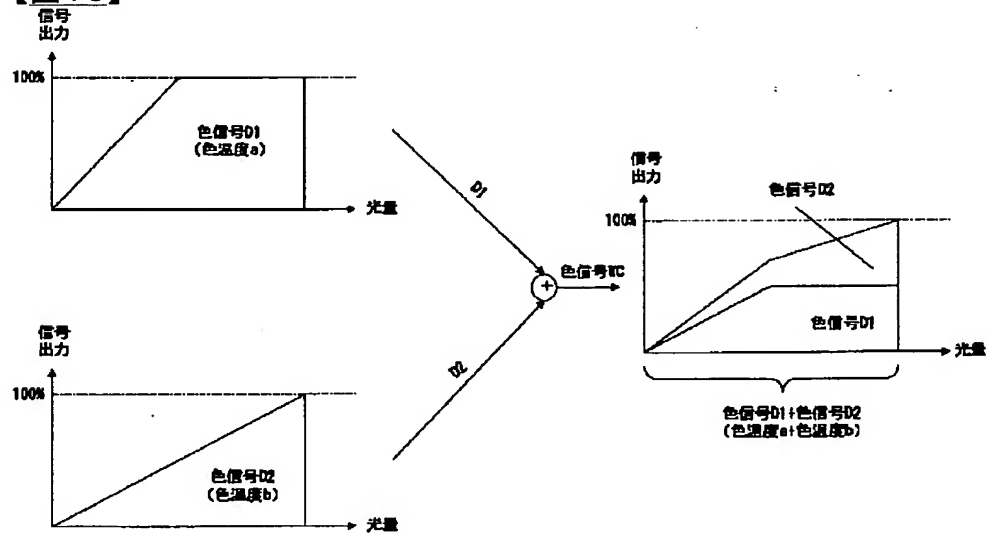 信号
出力
100%
色信号D1
(色温度a)
光量
D1
信号
出力
100%
色信号D2
(色温度b)
光量
D2
+
色信号WC
信号
出力
100%
色信号D2
色信号D1
光量
色信号D1+色信号D2
(色温度a+色温度b)